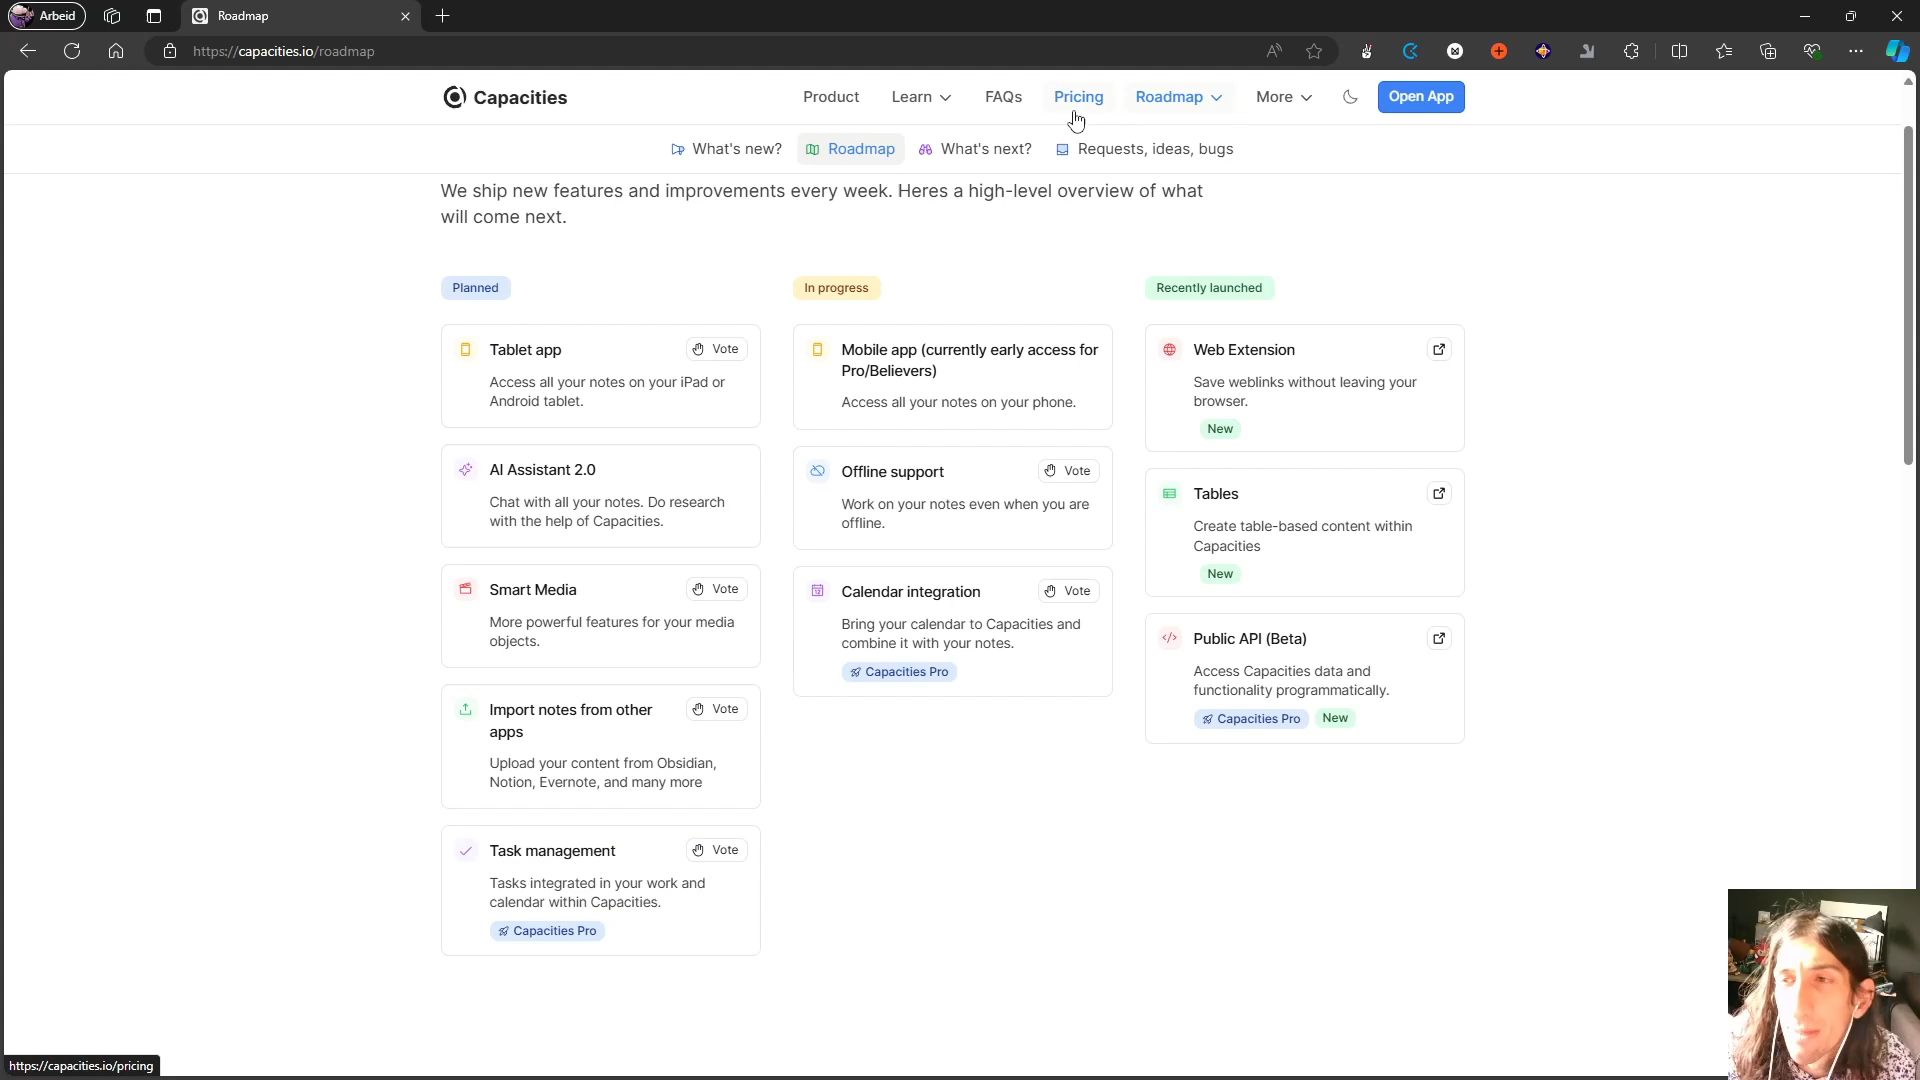 Arbeid
Roadmap
https://capacities.io/roadmap
Capacities
Product
Learn
FAQs
Pricing
Roadmap
More
Open App
What's new?
Roadmap
What's next?
Requests, ideas, bugs
We ship new features and improvements every week. Heres a high-level overview of what
will come next.
Planned
Tablet app
Vote
Access all your notes on your iPad or
Android tablet.
AI Assistant 2.0
Chat with all your notes. Do research
with the help of Capacities.
Smart Media
Vote
More powerful features for your media
objects.
Import notes from other
apps
Vote
Upload your content from Obsidian,
Notion, Evernote, and many more
Task management
Vote
Tasks integrated in your work and
calendar within Capacities.
Capacities Pro
In progress
Mobile app (currently early access for
Pro/Believers)
Access all your notes on your phone.
Offline support
Vote
Work on your notes even when you are
offline.
Calendar integration
Vote
Bring your calendar to Capacities and
combine it with your notes.
Capacities Pro
Recently launched
Web Extension
Save weblinks without leaving your
browser.
New
Tables
Create table-based content within
Capacities
New
Public API (Beta)
Access Capacities data and
functionality programmatically.
Capacities Pro
New
https://capacities.io/pricing